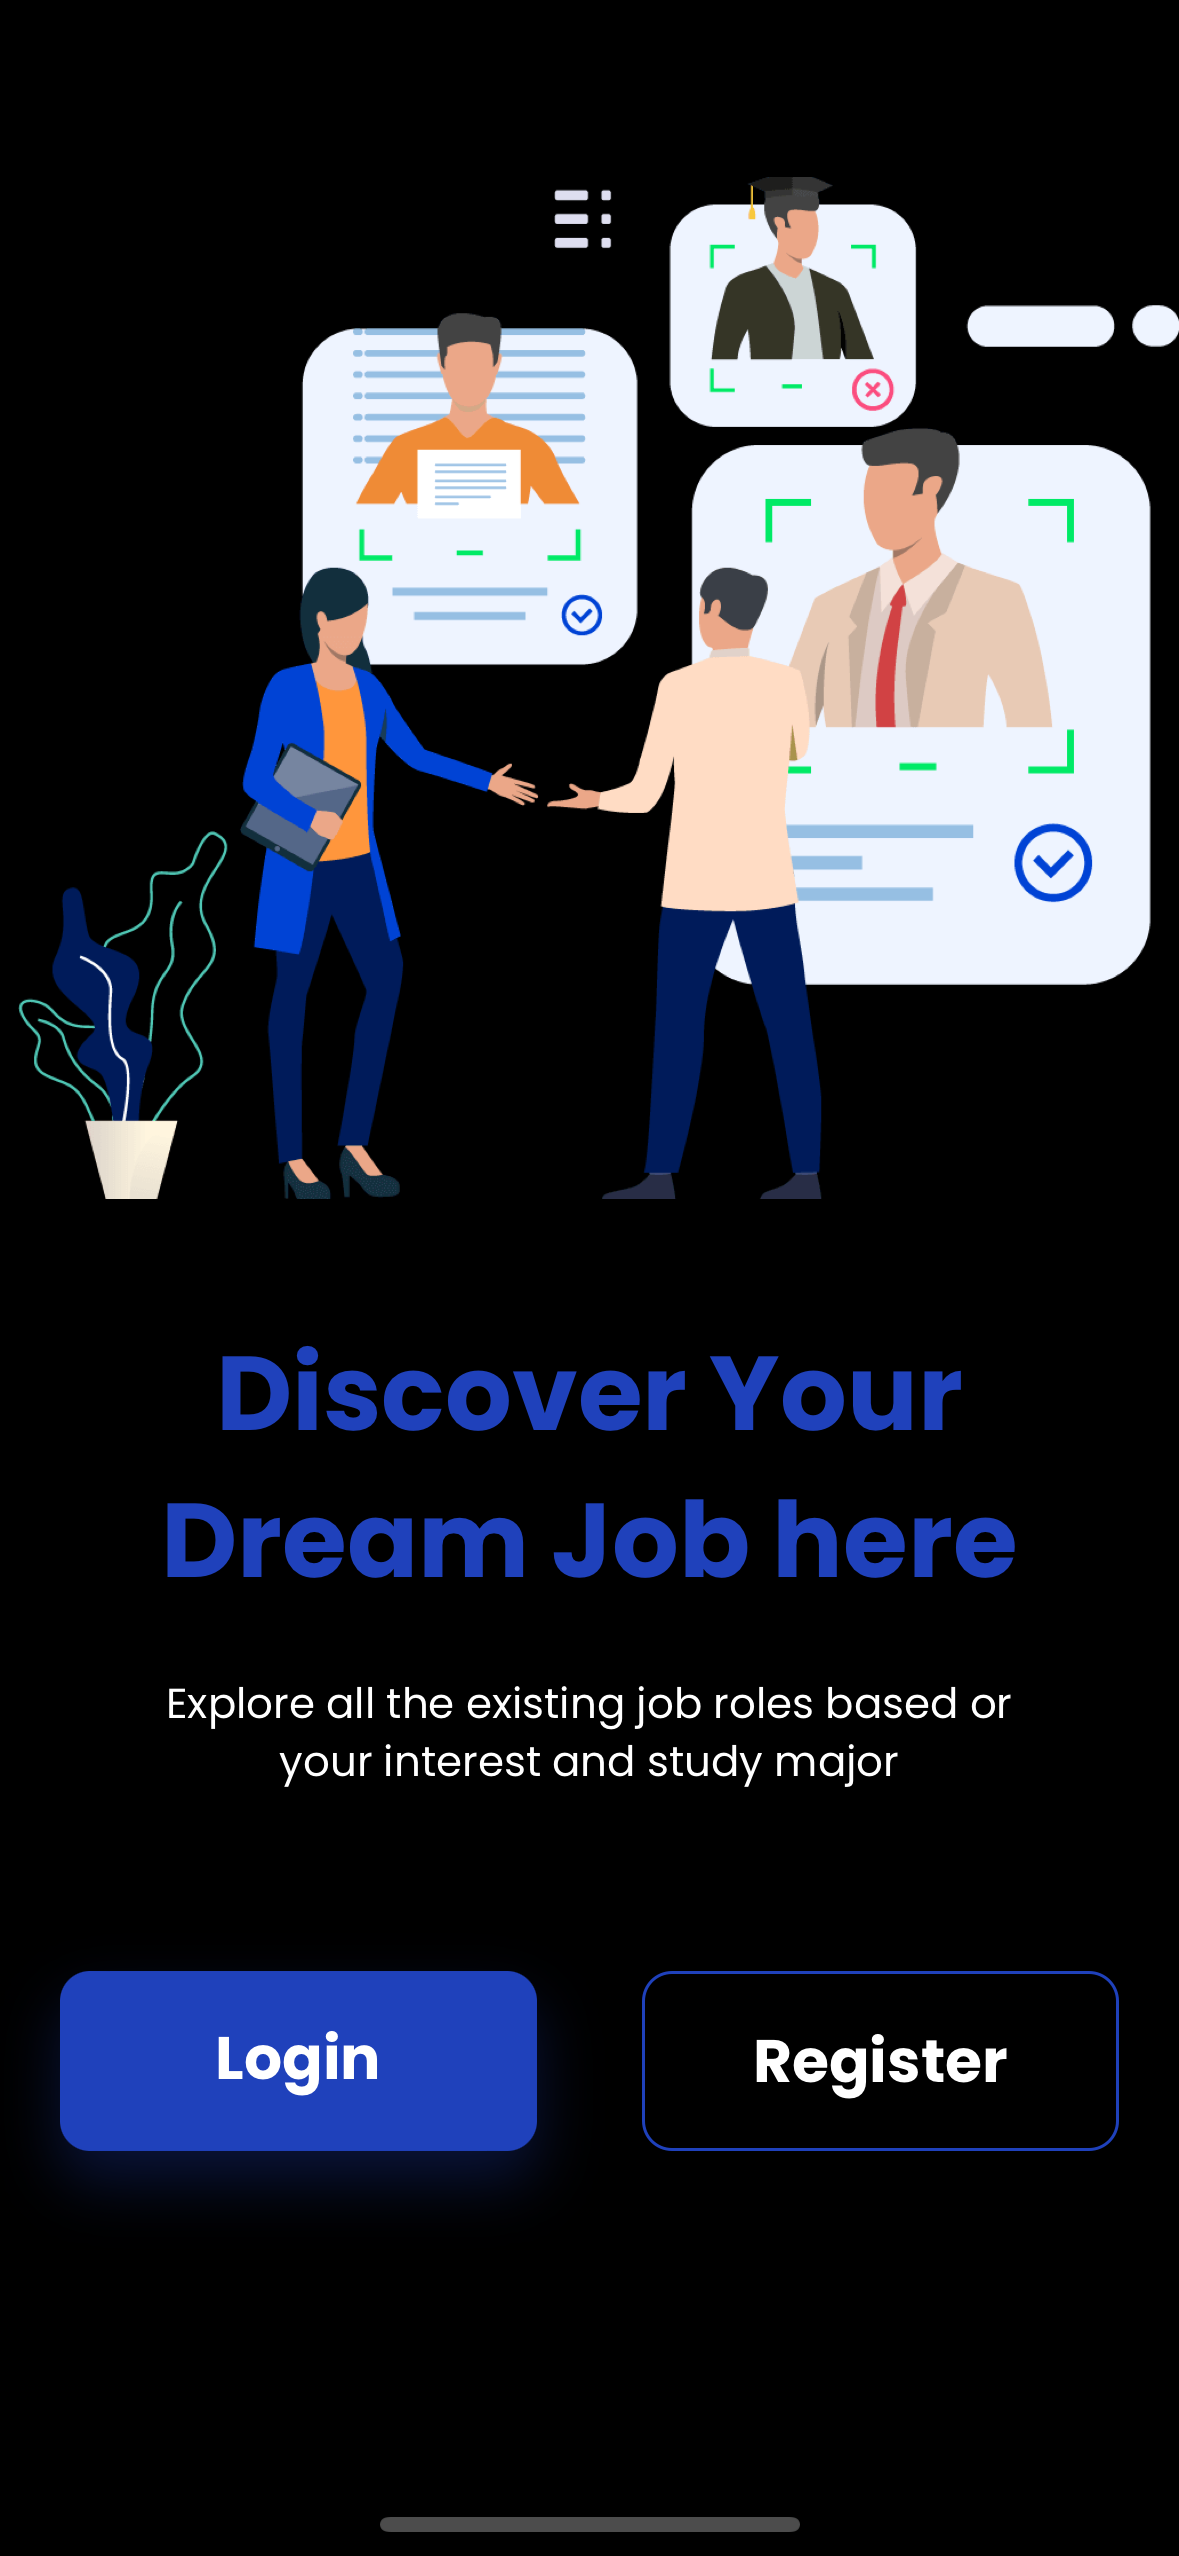 Discover Your
Dream Job here
Explore all the existing job roles based or
your interest and study major
Login
Register